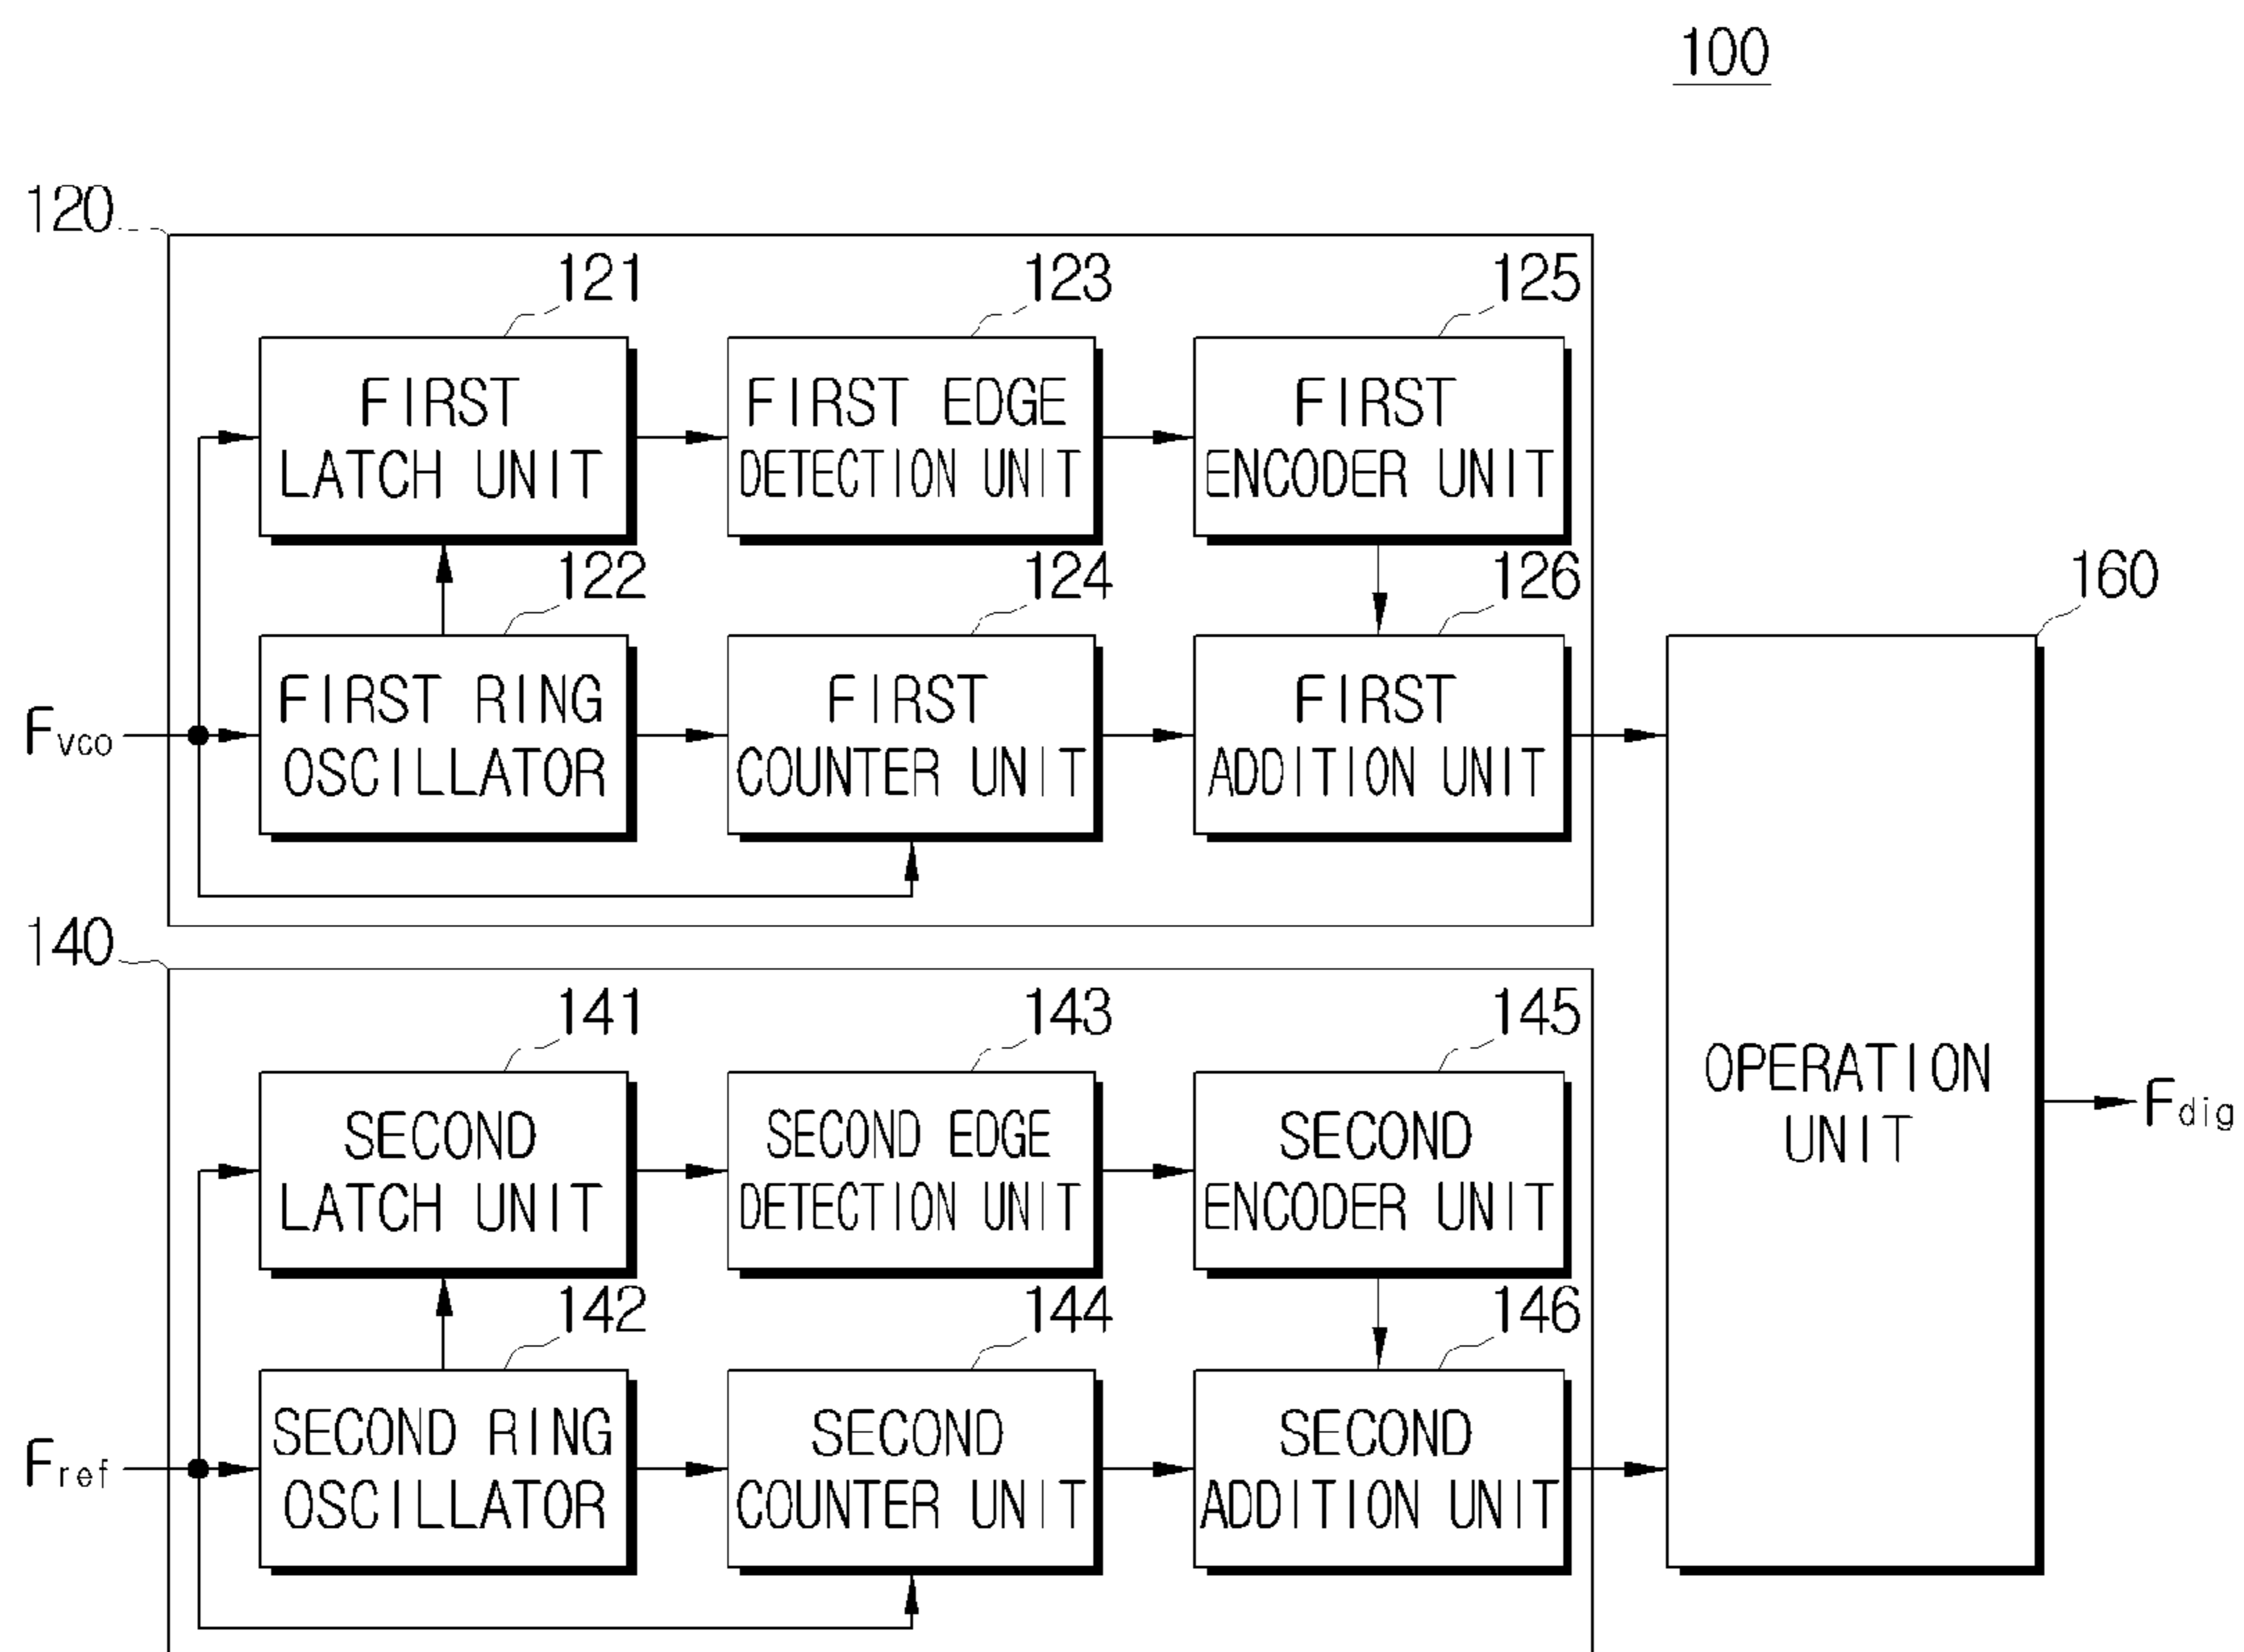 100
120
121
123
125
FIRST
LATCH UNIT
FIRST EDGE
DETECTION UNIT
FIRST
ENCODER UNIT
122
124
126
160
Fvco
FIRST RING
OSCILLATOR
FIRST
COUNTER UNIT
FIRST
ADDITION UNIT
140
141
143
145
SECOND
LATCH UNIT
SECOND EDGE
DETECTION UNIT
SECOND
ENCODER UNIT
OPERATION
UNIT
Fdig
142
144
146
Fref
SECOND RING
OSCILLATOR
SECOND
COUNTER UNIT
SECOND
ADDITION UNIT